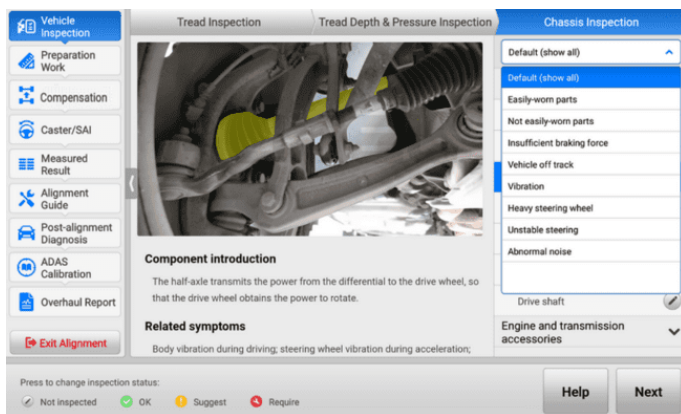 Vehicle
Inspection
Preparation
Work
Compensation
Caster/SAI
Measured
Result
Alignment
Guide
Post-alignment
Diagnosis
ADAS
Calibration
Overhaul Report
Exit Alignment
Tread Inspection
Tread Depth & Pressure Inspection
Chassis Inspection
Component introduction
The half-axle transmits the power from the differential to the drive wheel, so
that the drive wheel obtains the power to rotate.
Related symptoms
Body vibration during driving; steering wheel vibration during acceleration;
Default (show all)
Default (show all)
Easily-worn parts
Not easily-worn parts
Insufficient braking force
Vehicle off track
Vibration
Heavy steering wheel
Unstable steering
Abnormal noise
Drive shaft
Engine and transmission
accessories
Press to change inspection status:
Not inspected
OK
Suggest
Require
Help
Next